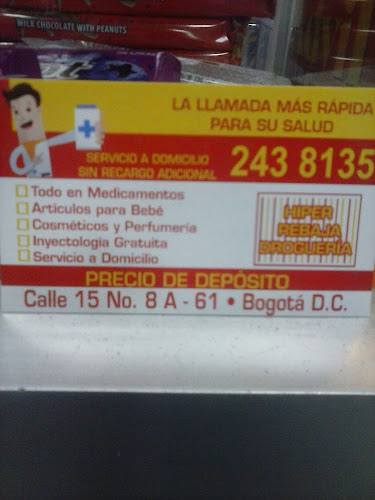 MILK CHOCOLATE WITH PEANUTS
LA LLAMADA MÁS RÁPIDA
PARA SU SALUD
SERVICIO A DOMICILIO
SIN RECARGO ADICIONAL
243 8135
Todo en Medicamentos
Artículos para Bebé
Cosméticos y Perfumería
Inyectología Gratuita
Servicio a Domicilio
HIPER
REBAJA
DROGUERÍA
PRECIO DE DEPÓSITO
Calle 15 No. 8 A - 61 • Bogotá D.C.